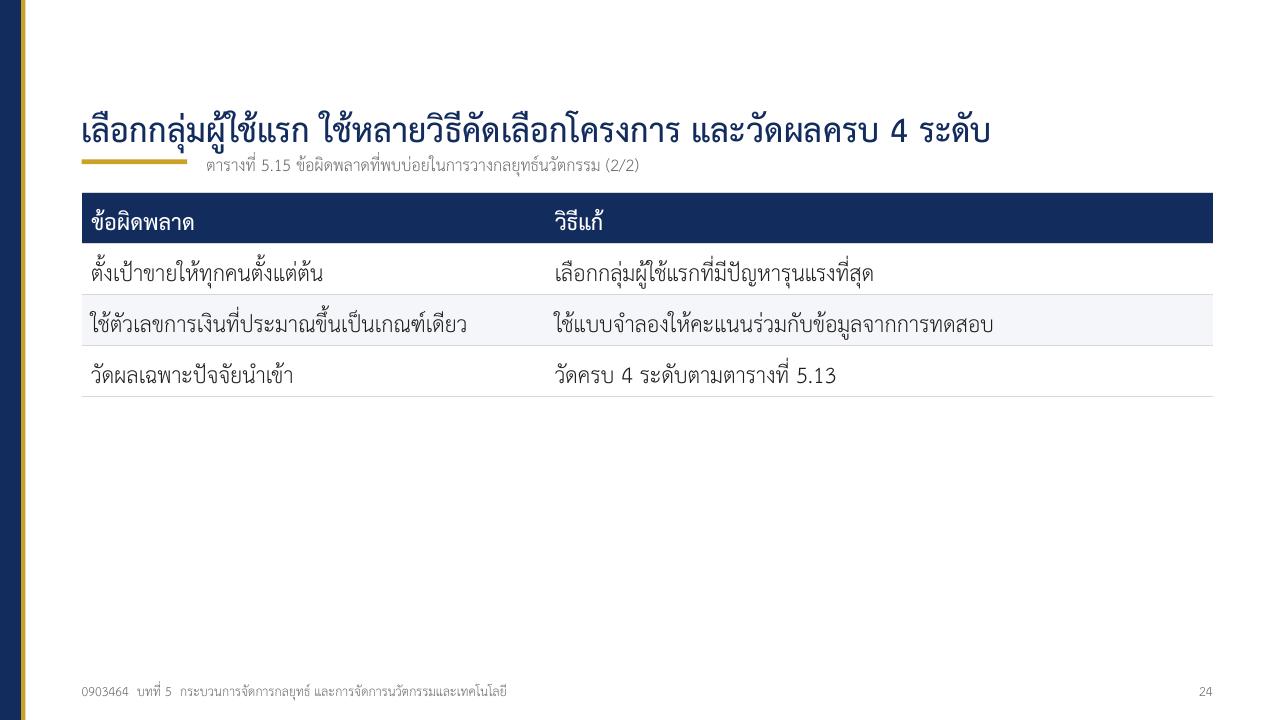 เลือกกลุ่มผู้ใช้แรก ใช้หลายวิธีคัดเลือกโครงการ และวัดผลครบ 4 ระดับ
ตารางที่ 5.15 ข้อผิดพลาดที่พบบ่อยในการวางกลยุทธ์นวัตกรรม (2/2)
ข้อผิดพลาด วิธีแก้
ตั้งเป้าขายให้ทุกคนตั้งแต่ต้น เลือกกลุ่มผู้ใช้แรกที่มีปัญหารุนแรงที่สุด
ใช้ตัวเลขการเงินที่ประมาณขึ้นเป็นเกณฑ์เดียว ใช้แบบจำลองให้คะแนนร่วมกับข้อมูลจากการทดสอบ
วัดผลเฉพาะปัจจัยนำเข้า วัดครบ 4 ระดับตามตารางที่ 5.13
0903464 บทที่ 5 กระบวนการจัดการกลยุทธ์ และการจัดการนวัตกรรมและเทคโนโลยี 24